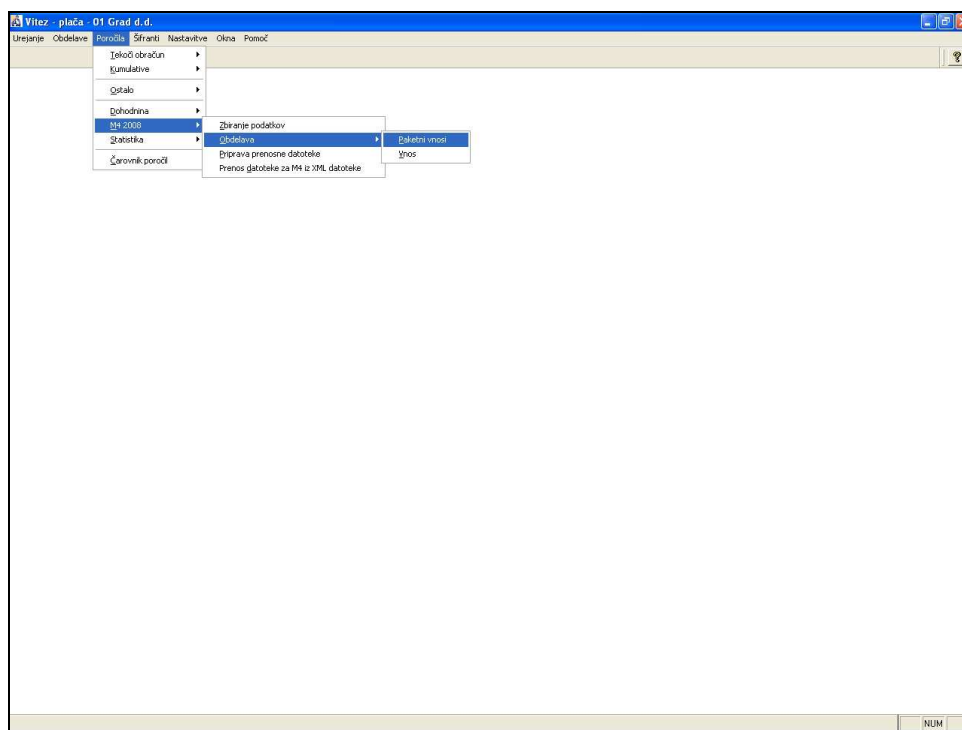 Vitez - plača - 01 Grad d.d.
Urejanje Obdelave Poročila Šifranti Nastavitve Okna Pomoč
Tekoči obračun
Kumulative
Ostalo
Dohodnina
M4 2008
Statistika
Čarovnik poročil
Zbiranje podatkov
Obdelava
Priprava prenosne datoteke
Prenos datoteke za M4 iz XML datoteke
Paketni vnosi
Vnos
NUM